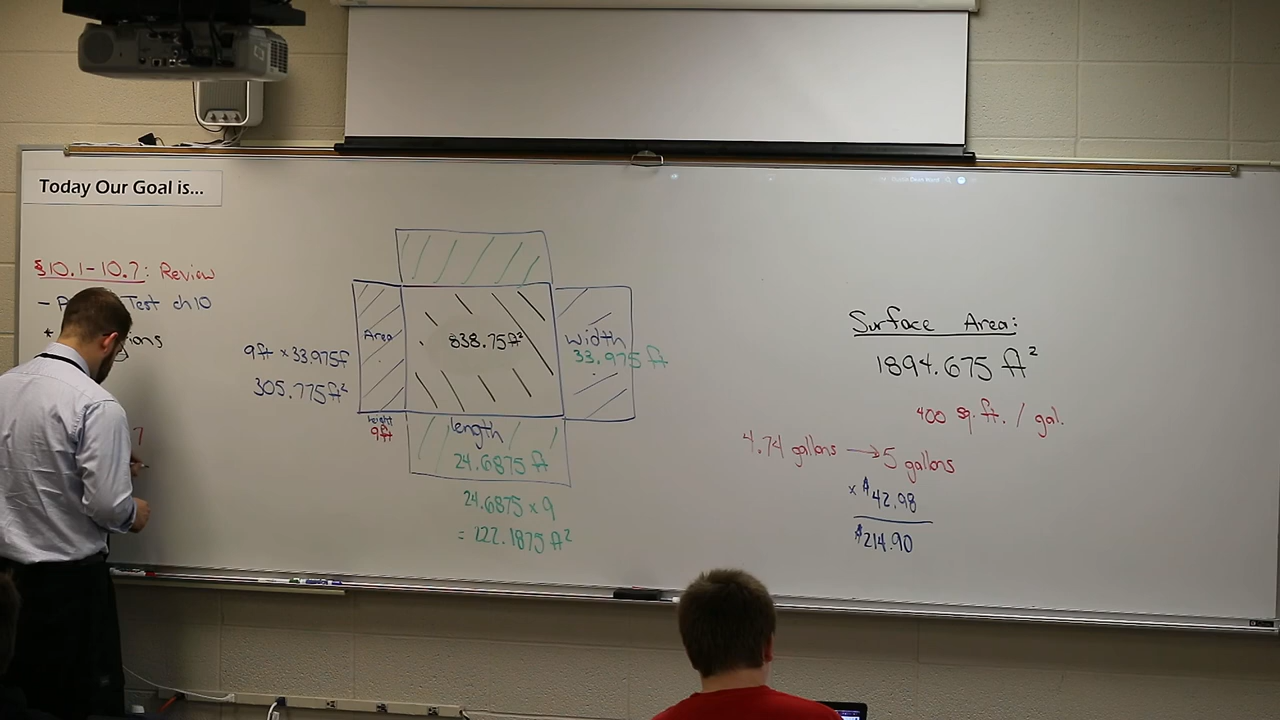 Today Our Goal is...
§10.1-10.7: Review
Test ch 10
Area
838.75ft²
width
33.975 ft
9ft × 33.975ft
305.775ft²
height
9ft
length
24.6875 ft
24.6875 × 9
= 222.1875 ft²
Surface Area:
1894.675 ft²
400 sq. ft. / gal.
4.74 gallons → 5 gallons
× $42.98
$214.90